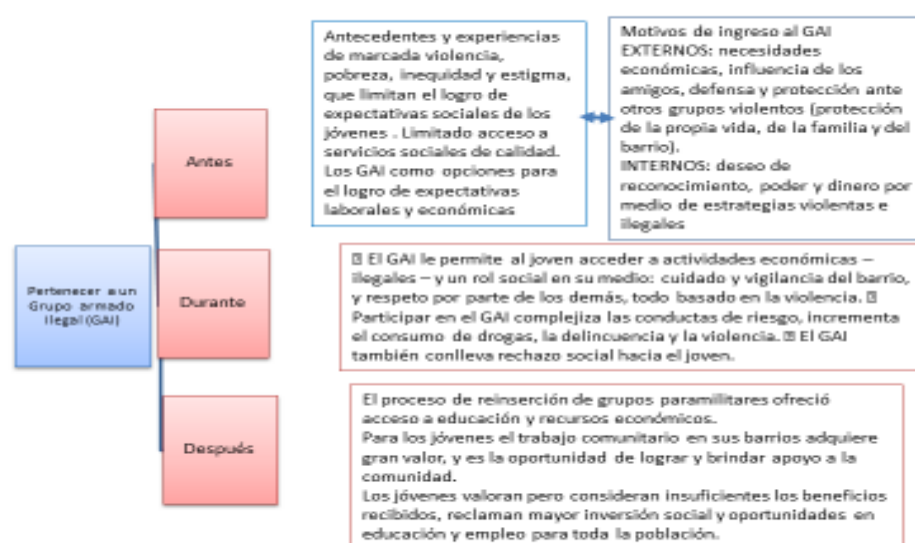 Pertenecer a un
Grupo armado
Ilegal (GAI)
Antes
Antecedentes y experiencias
de marcada violencia,
pobreza, inequidad y estigma,
que limitan el logro de
expectativas sociales de los
jóvenes . Limitado acceso a
servicios sociales de calidad.
Los GAI como opciones para
el logro de expectativas
laborales y económicas
Motivos de ingreso al GAI
EXTERNOS: necesidades
económicas, influencia de los
amigos, defensa y protección ante
otros grupos violentos (protección
de la propia vida, de la familia y del
barrio).
INTERNOS: deseo de
reconocimiento, poder y dinero por
medio de estrategias violentas e
ilegales
Durante
El GAI le permite al joven acceder a actividades económicas –
ilegales – y un rol social en su medio: cuidado y vigilancia del barrio,
y respeto por parte de los demás, todo basado en la violencia.
Participar en el GAI complejiza las conductas de riesgo, incrementa
el consumo de drogas, la delincuencia y la violencia. El GAI
también conlleva rechazo social hacia el joven.
Después
El proceso de reinserción de grupos paramilitares ofreció
acceso a educación y recursos económicos.
Para los jóvenes el trabajo comunitario en sus barrios adquiere
gran valor, y es la oportunidad de lograr y brindar apoyo a la
comunidad.
Los jóvenes valoran pero consideran insuficientes los beneficios
recibidos, reclaman mayor inversión social y oportunidades en
educación y empleo para toda la población.